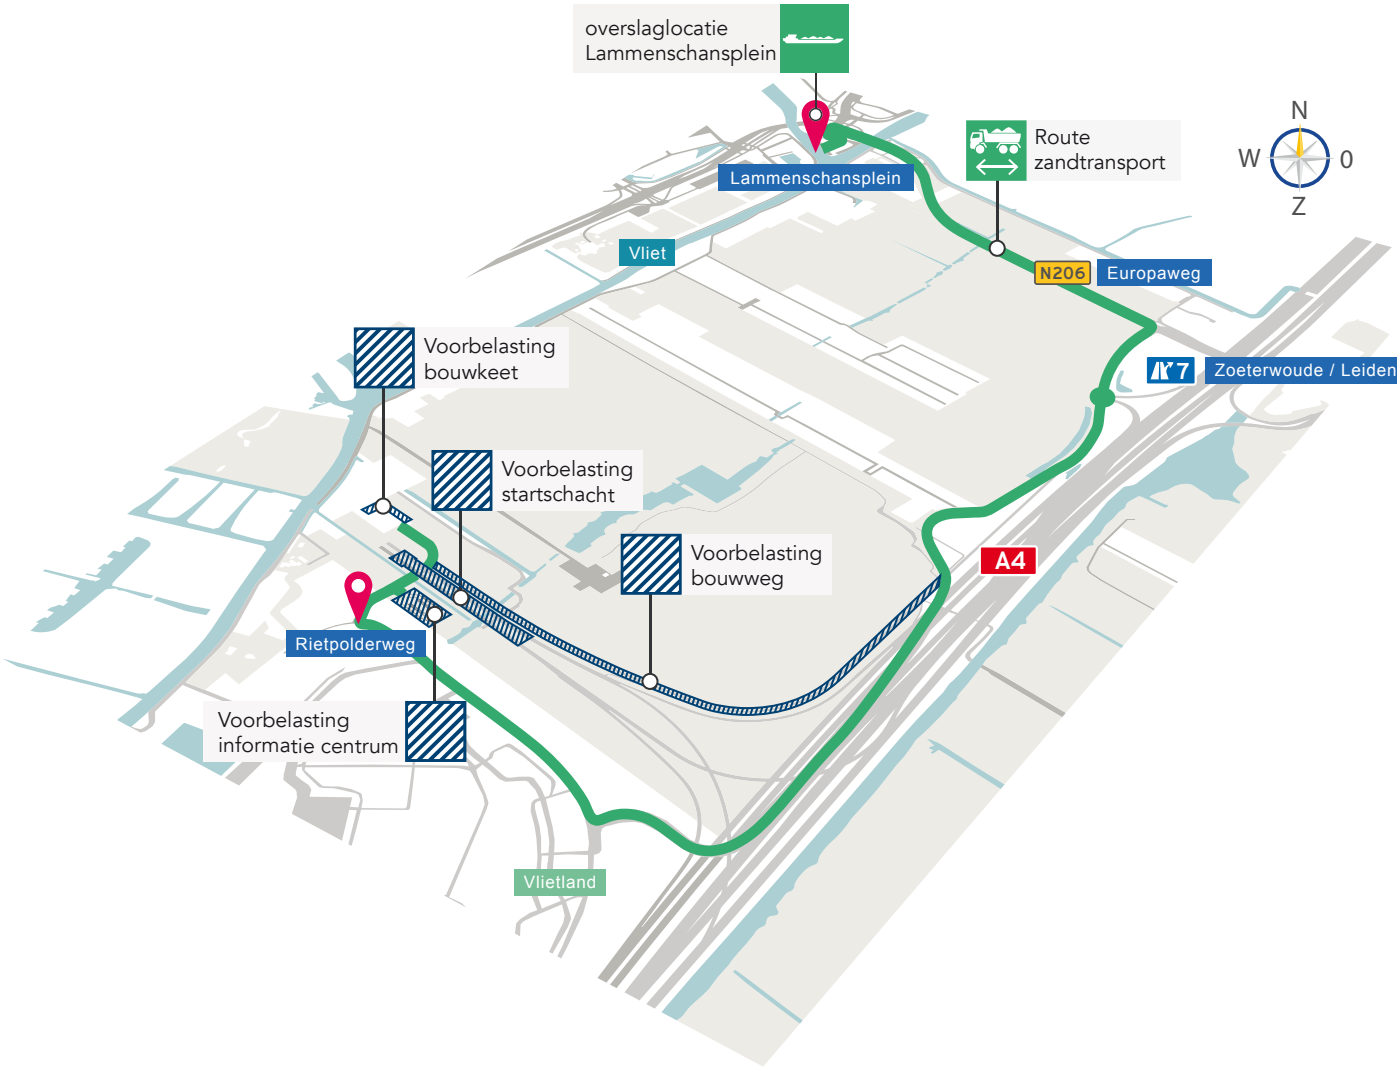 overslaglocatie
Lammenschansplein
N
W
O
Z
Route
zandtransport
Lammenschansplein
Vliet
N206
Europaweg
7
Zoeterwoude / Leiden
Voorbelasting
bouwkeet
Voorbelasting
startschacht
Voorbelasting
bouwweg
A4
Rietpolderweg
Voorbelasting
informatie centrum
Vlietland